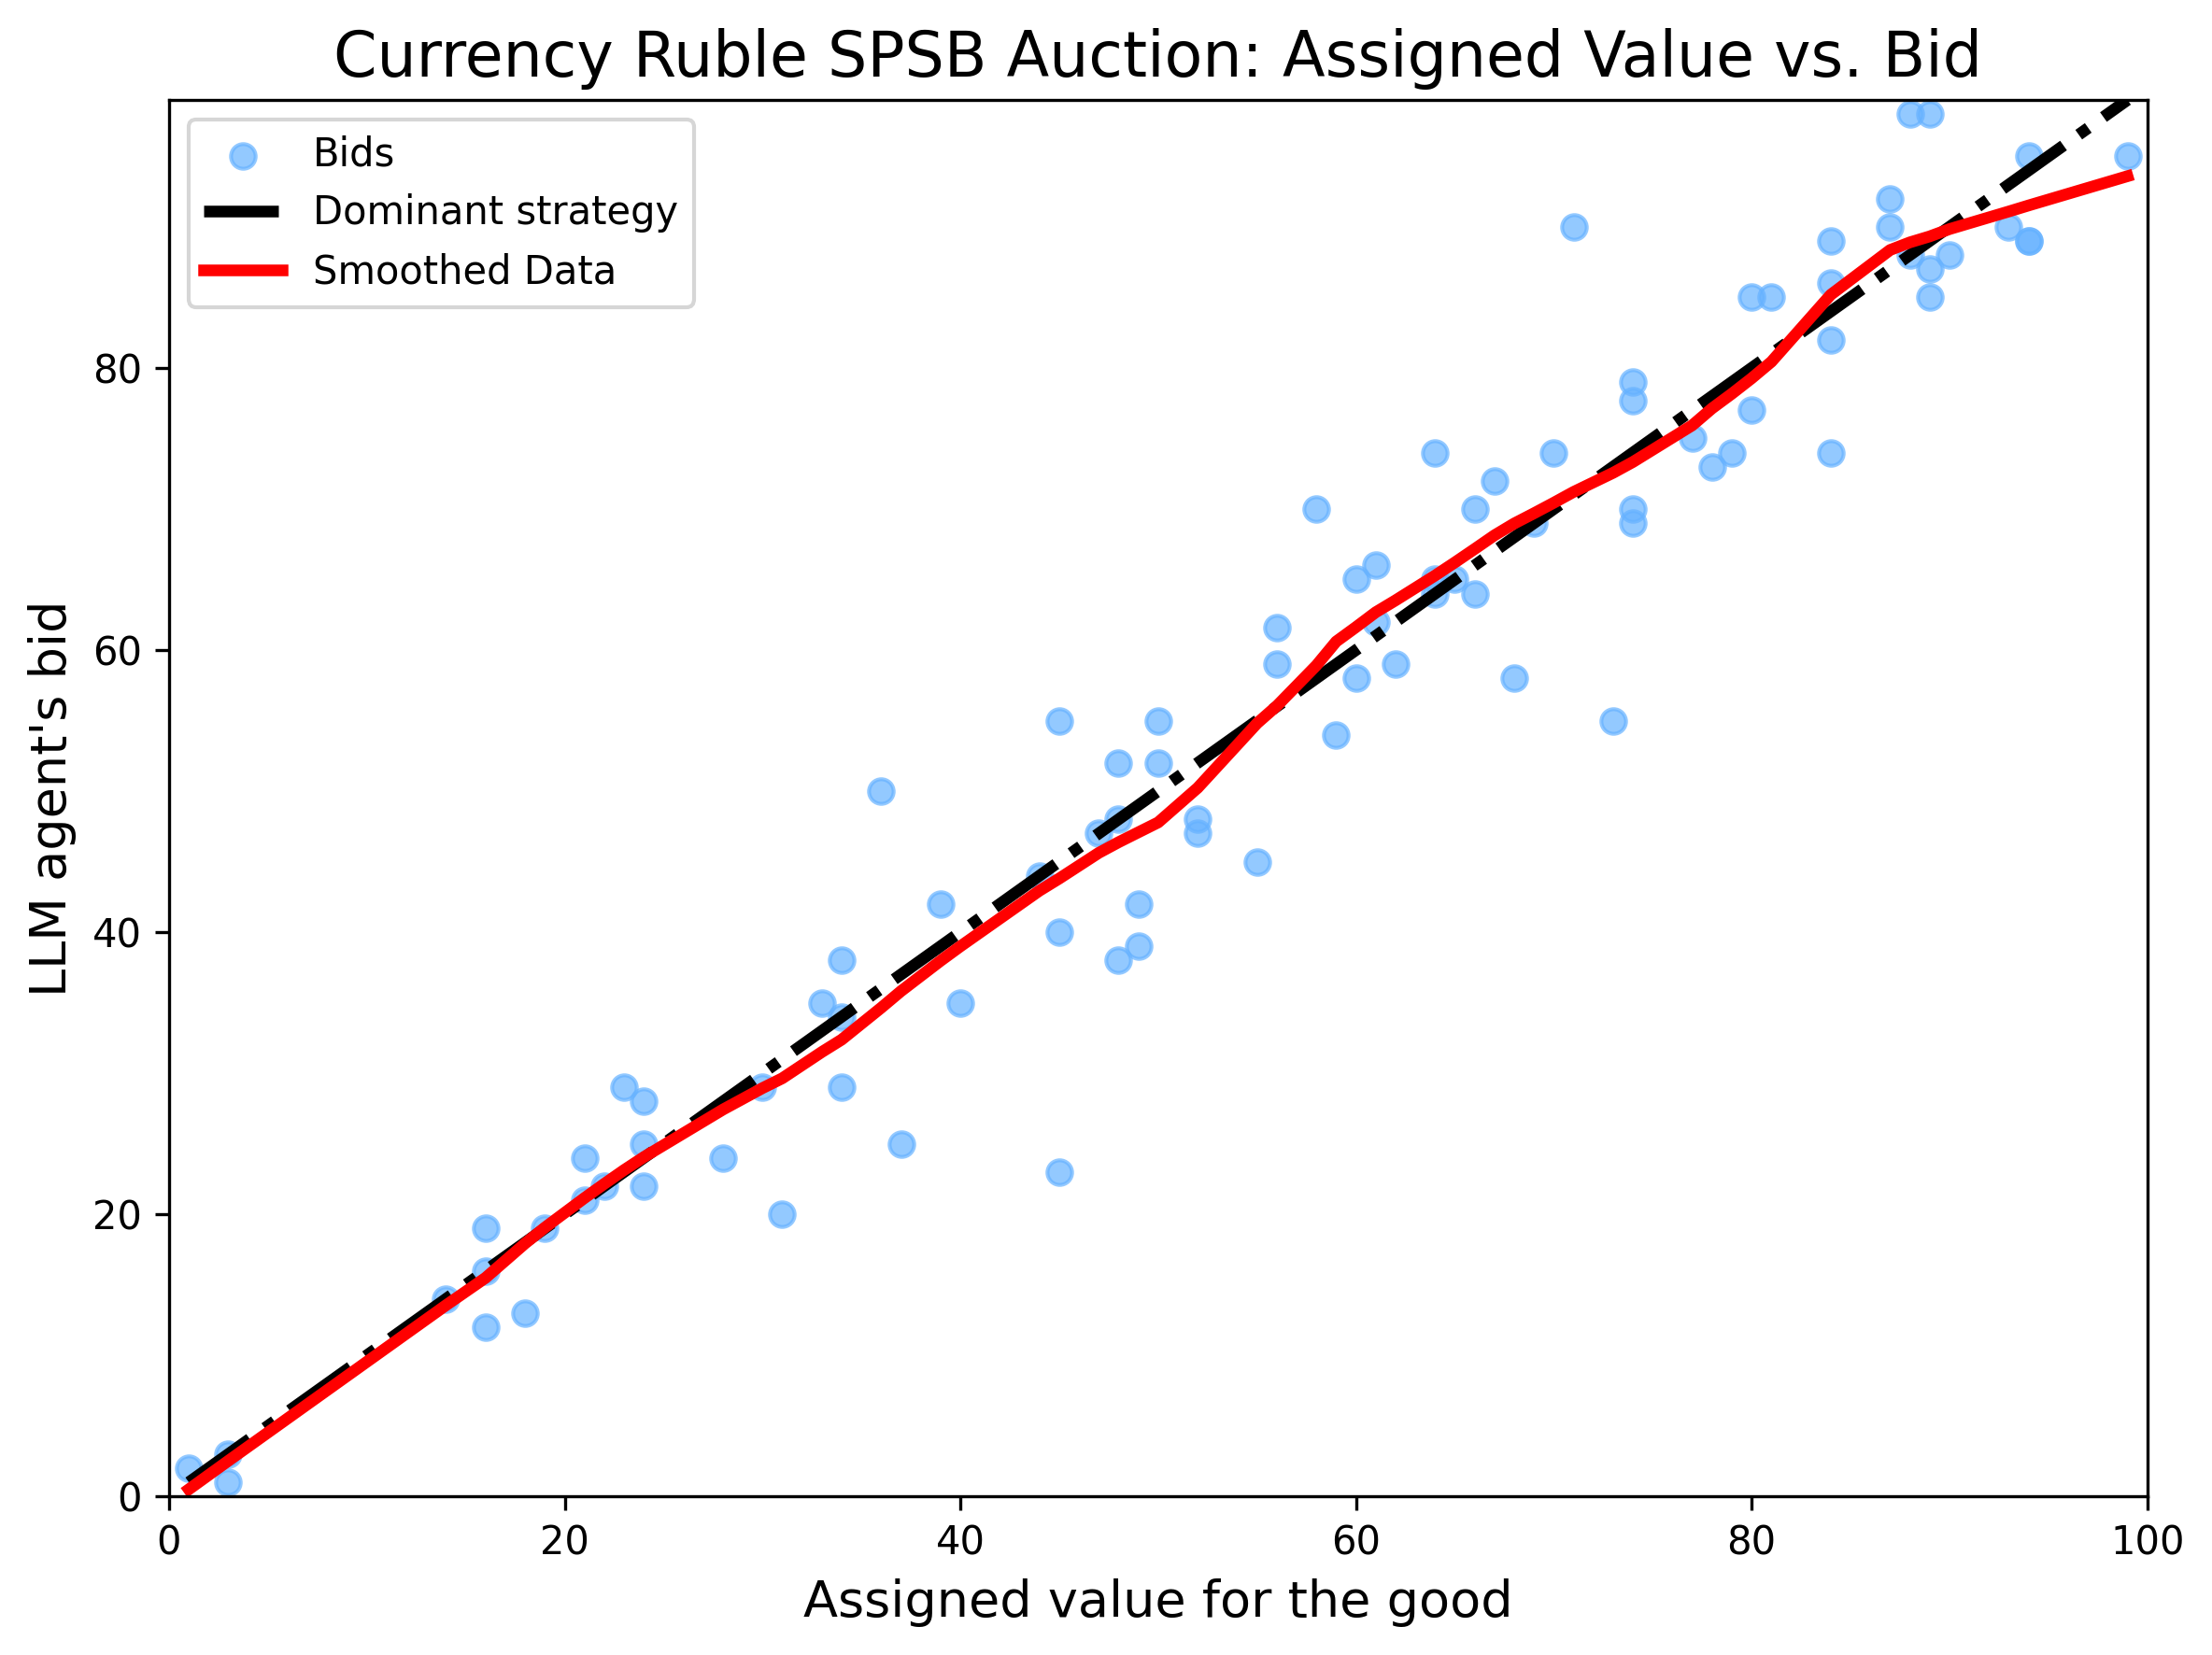 Currency Ruble SPSB Auction: Assigned Value vs. Bid
Bids
Dominant strategy
Smoothed Data
80
60
40
20
0
0 20 40 60 80 100
LLM agent's bid
Assigned value for the good